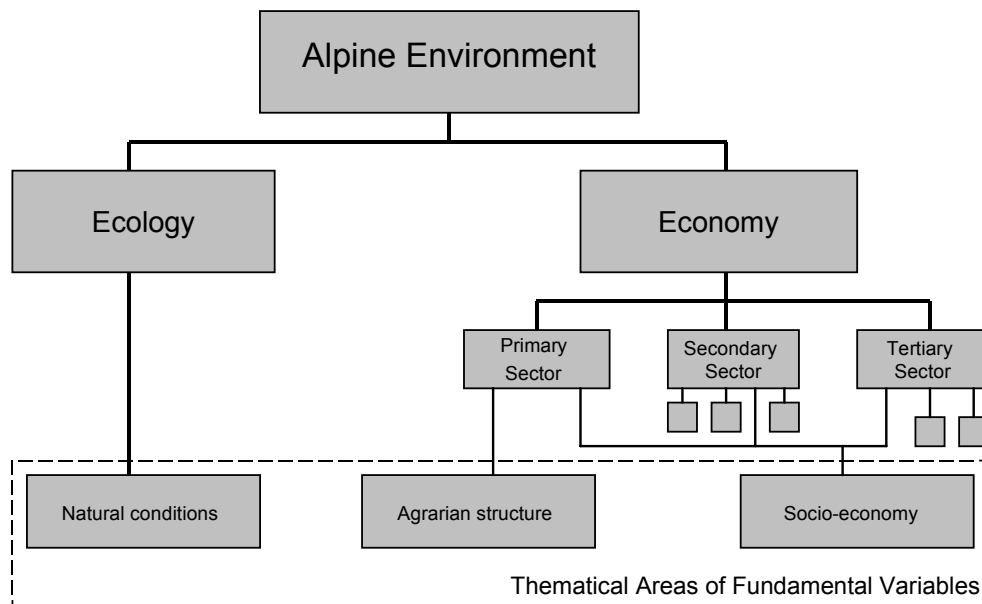 Alpine Environment
Ecology
Economy
Primary
Sector
Secondary
Sector
Tertiary
Sector
Natural conditions
Agrarian structure
Socio-economy
Thematical Areas of Fundamental Variables